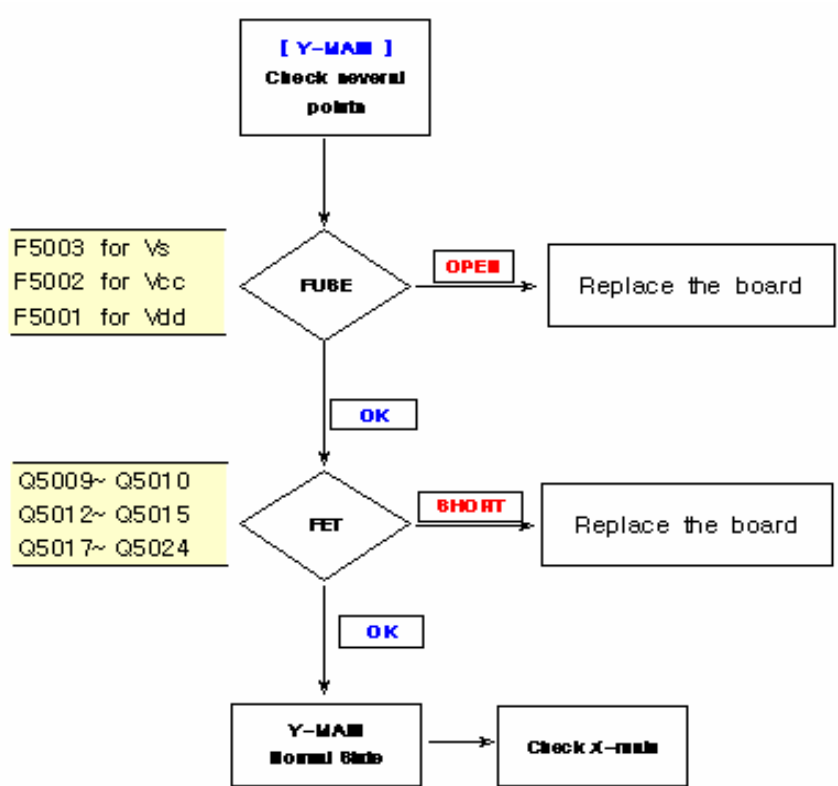 [ Y-MAIN ]
Check several
points
F5003 for Vs
F5002 for Vcc
F5001 for Vdd
FUSE
OPEN
Replace the board
OK
Q5009~ Q5010
Q5012~ Q5015
Q5017~ Q5024
FET
SHORT
Replace the board
OK
Y-MAIN
Normal State
Check X-main